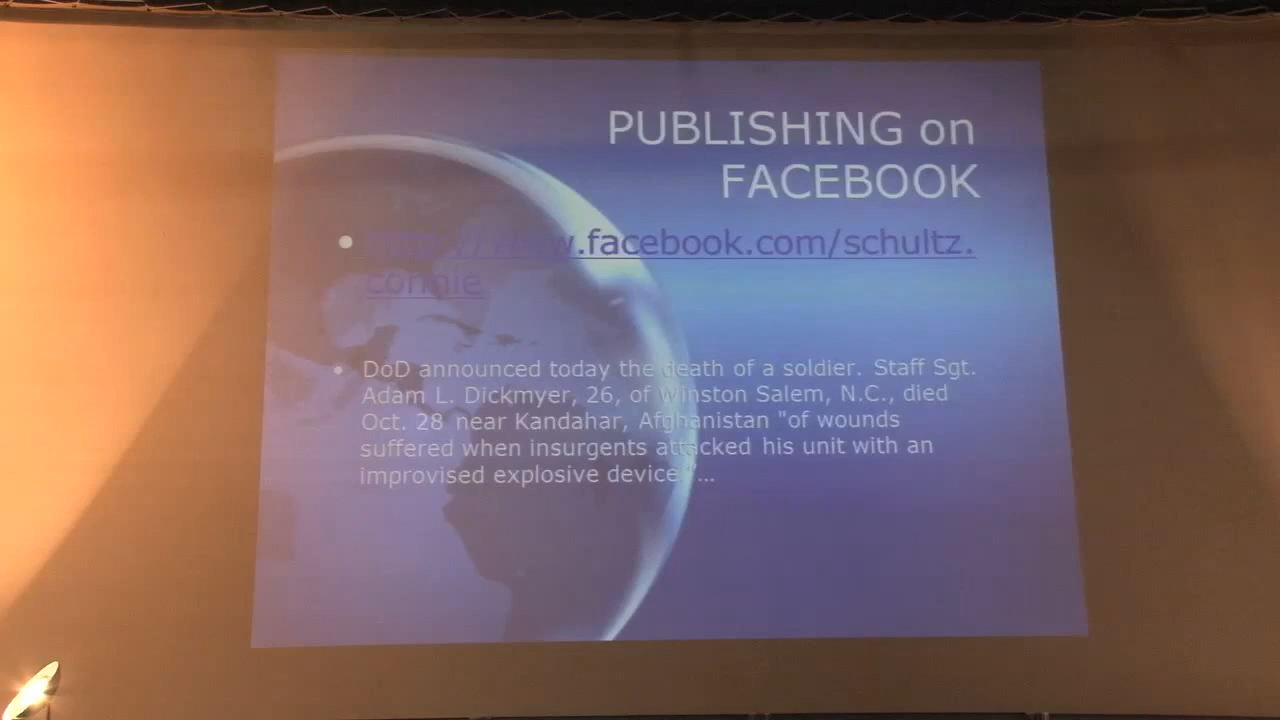 PUBLISHING on
FACEBOOK
• http://www.facebook.com/schultz.
connie
• DoD announced today the death of a soldier. Staff Sgt.
Adam L. Dickmyer, 26, of Winston Salem, N.C., died
Oct. 28 near Kandahar, Afghanistan "of wounds
suffered when insurgents attacked his unit with an
improvised explosive device."...